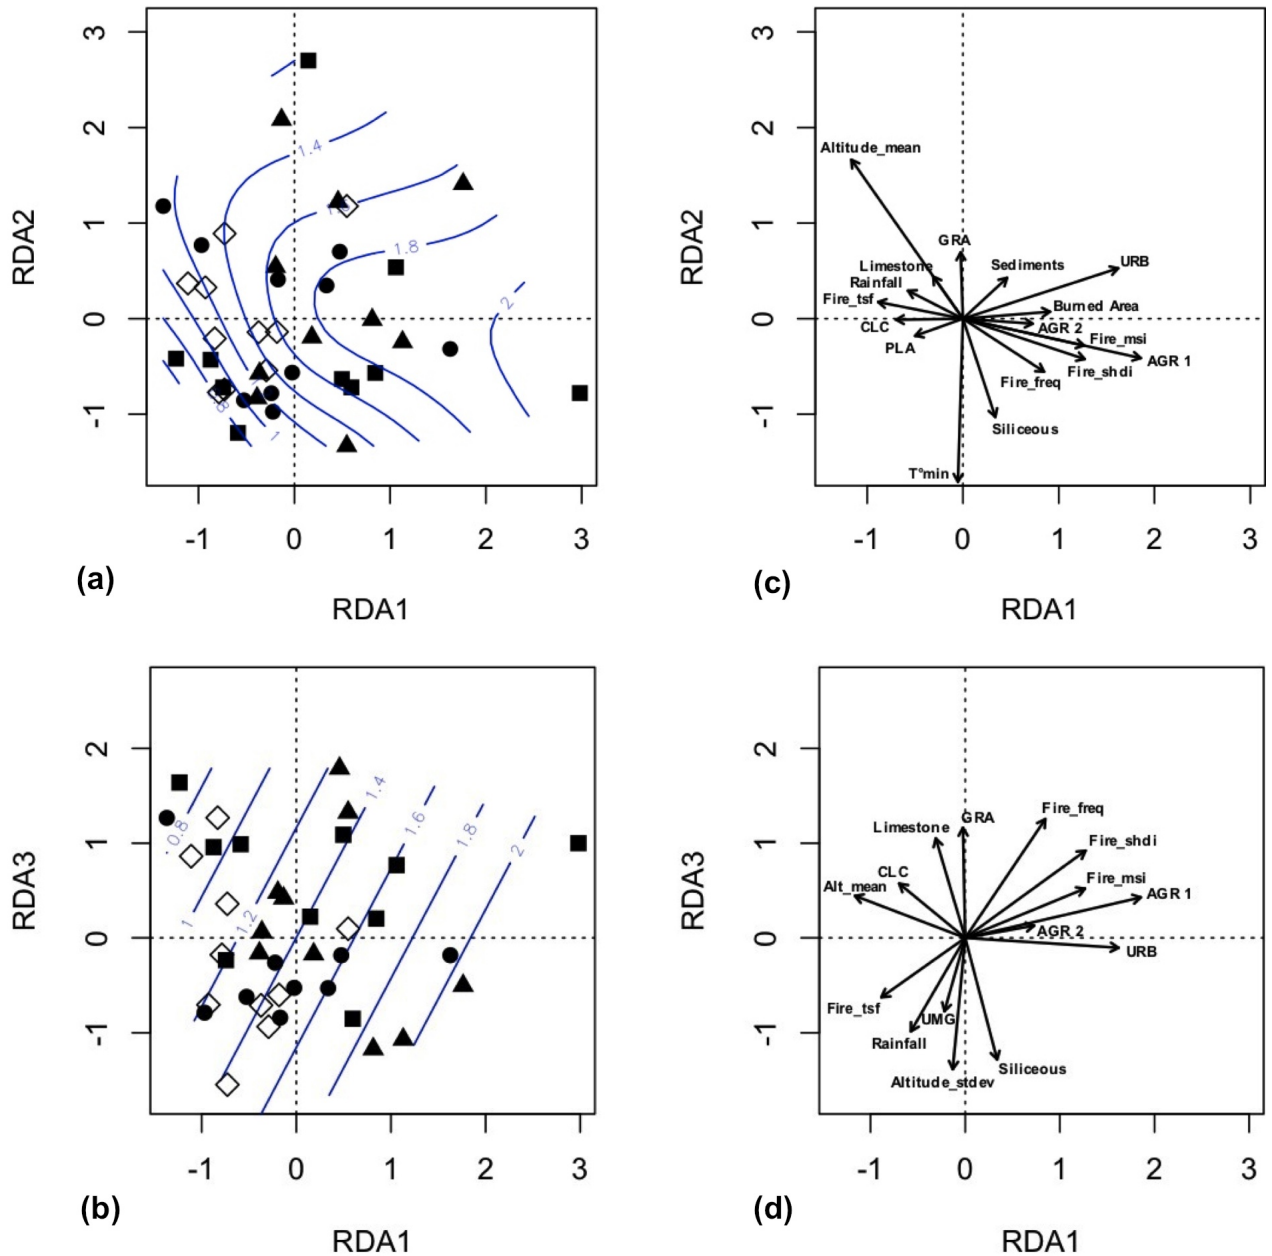 3
2
1
0
-1
RDA2
1.4
1.8
2
.8
1
-1 0 1 2 3
(a)
RDA1
3
2
1
0
-1
RDA2
Altitude_mean
GRA
Limestone
Sediments
URB
Rainfall
Fire_tsf
Burned Area
CLC
AGR 2
PLA
Fire_msi
AGR 1
Fire_shdi
Fire_freq
Siliceous
T°min
-1 0 1 2 3
(c)
RDA1
2
1
0
-1
RDA3
0.8
1
1.2
1.4
1.6
1.8
2
-1 0 1 2 3
(b)
RDA1
2
1
0
-1
RDA3
Fire_freq
Limestone
GRA
Fire_shdi
CLC
Fire_msi
Alt_mean
AGR 1
AGR 2
URB
Fire_tsf
UMG
Rainfall
Siliceous
Altitude_stdev
-1 0 1 2 3
(d)
RDA1